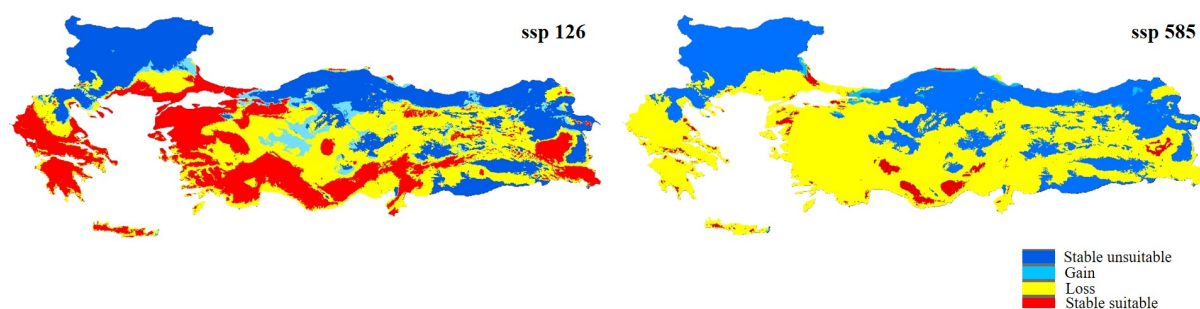 ssp 126
ssp 585
Stable unsuitable
Gain
Loss
Stable suitable